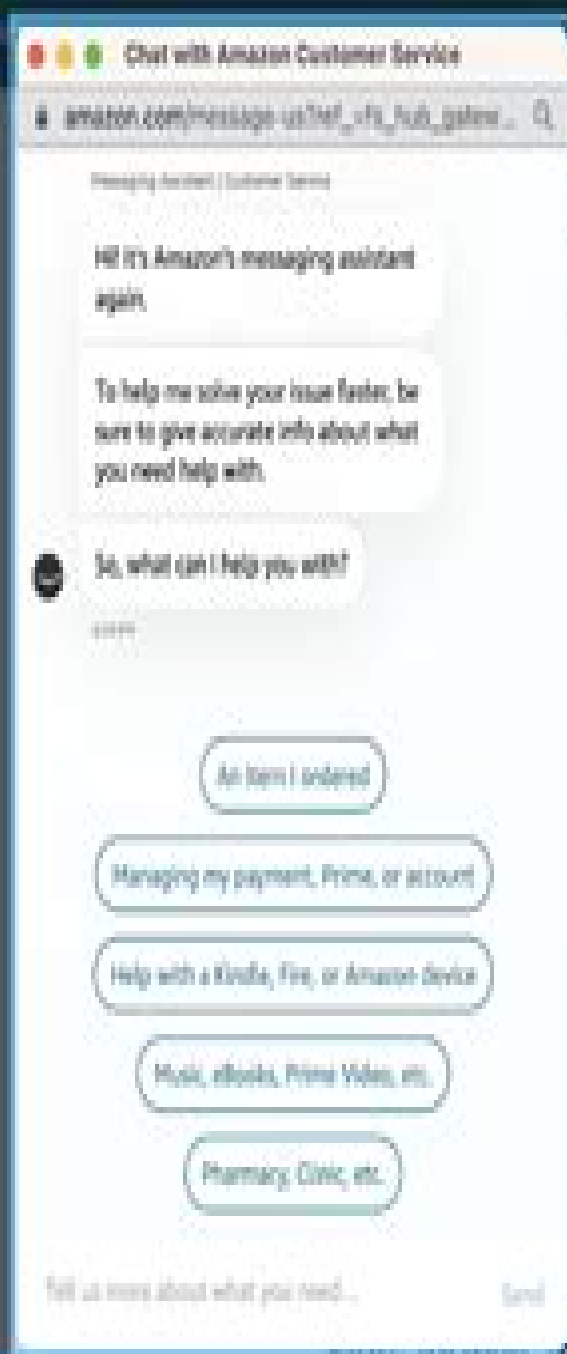 Chat with Amazon Customer Service
amazon.com/message-us?ref_=fs_hub_gatew...
Messaging Assistant | Customer Service
Hi! It's Amazon's messaging assistant
again.
To help me solve your issue faster, be
sure to give accurate info about what
you need help with.
So, what can I help you with?
An item I ordered
Managing my payment, Prime, or account
Help with a Kindle, Fire, or Amazon device
Music, eBooks, Prime Video, etc.
Pharmacy, Clinic, etc.
Tell us more about what you need...
Send